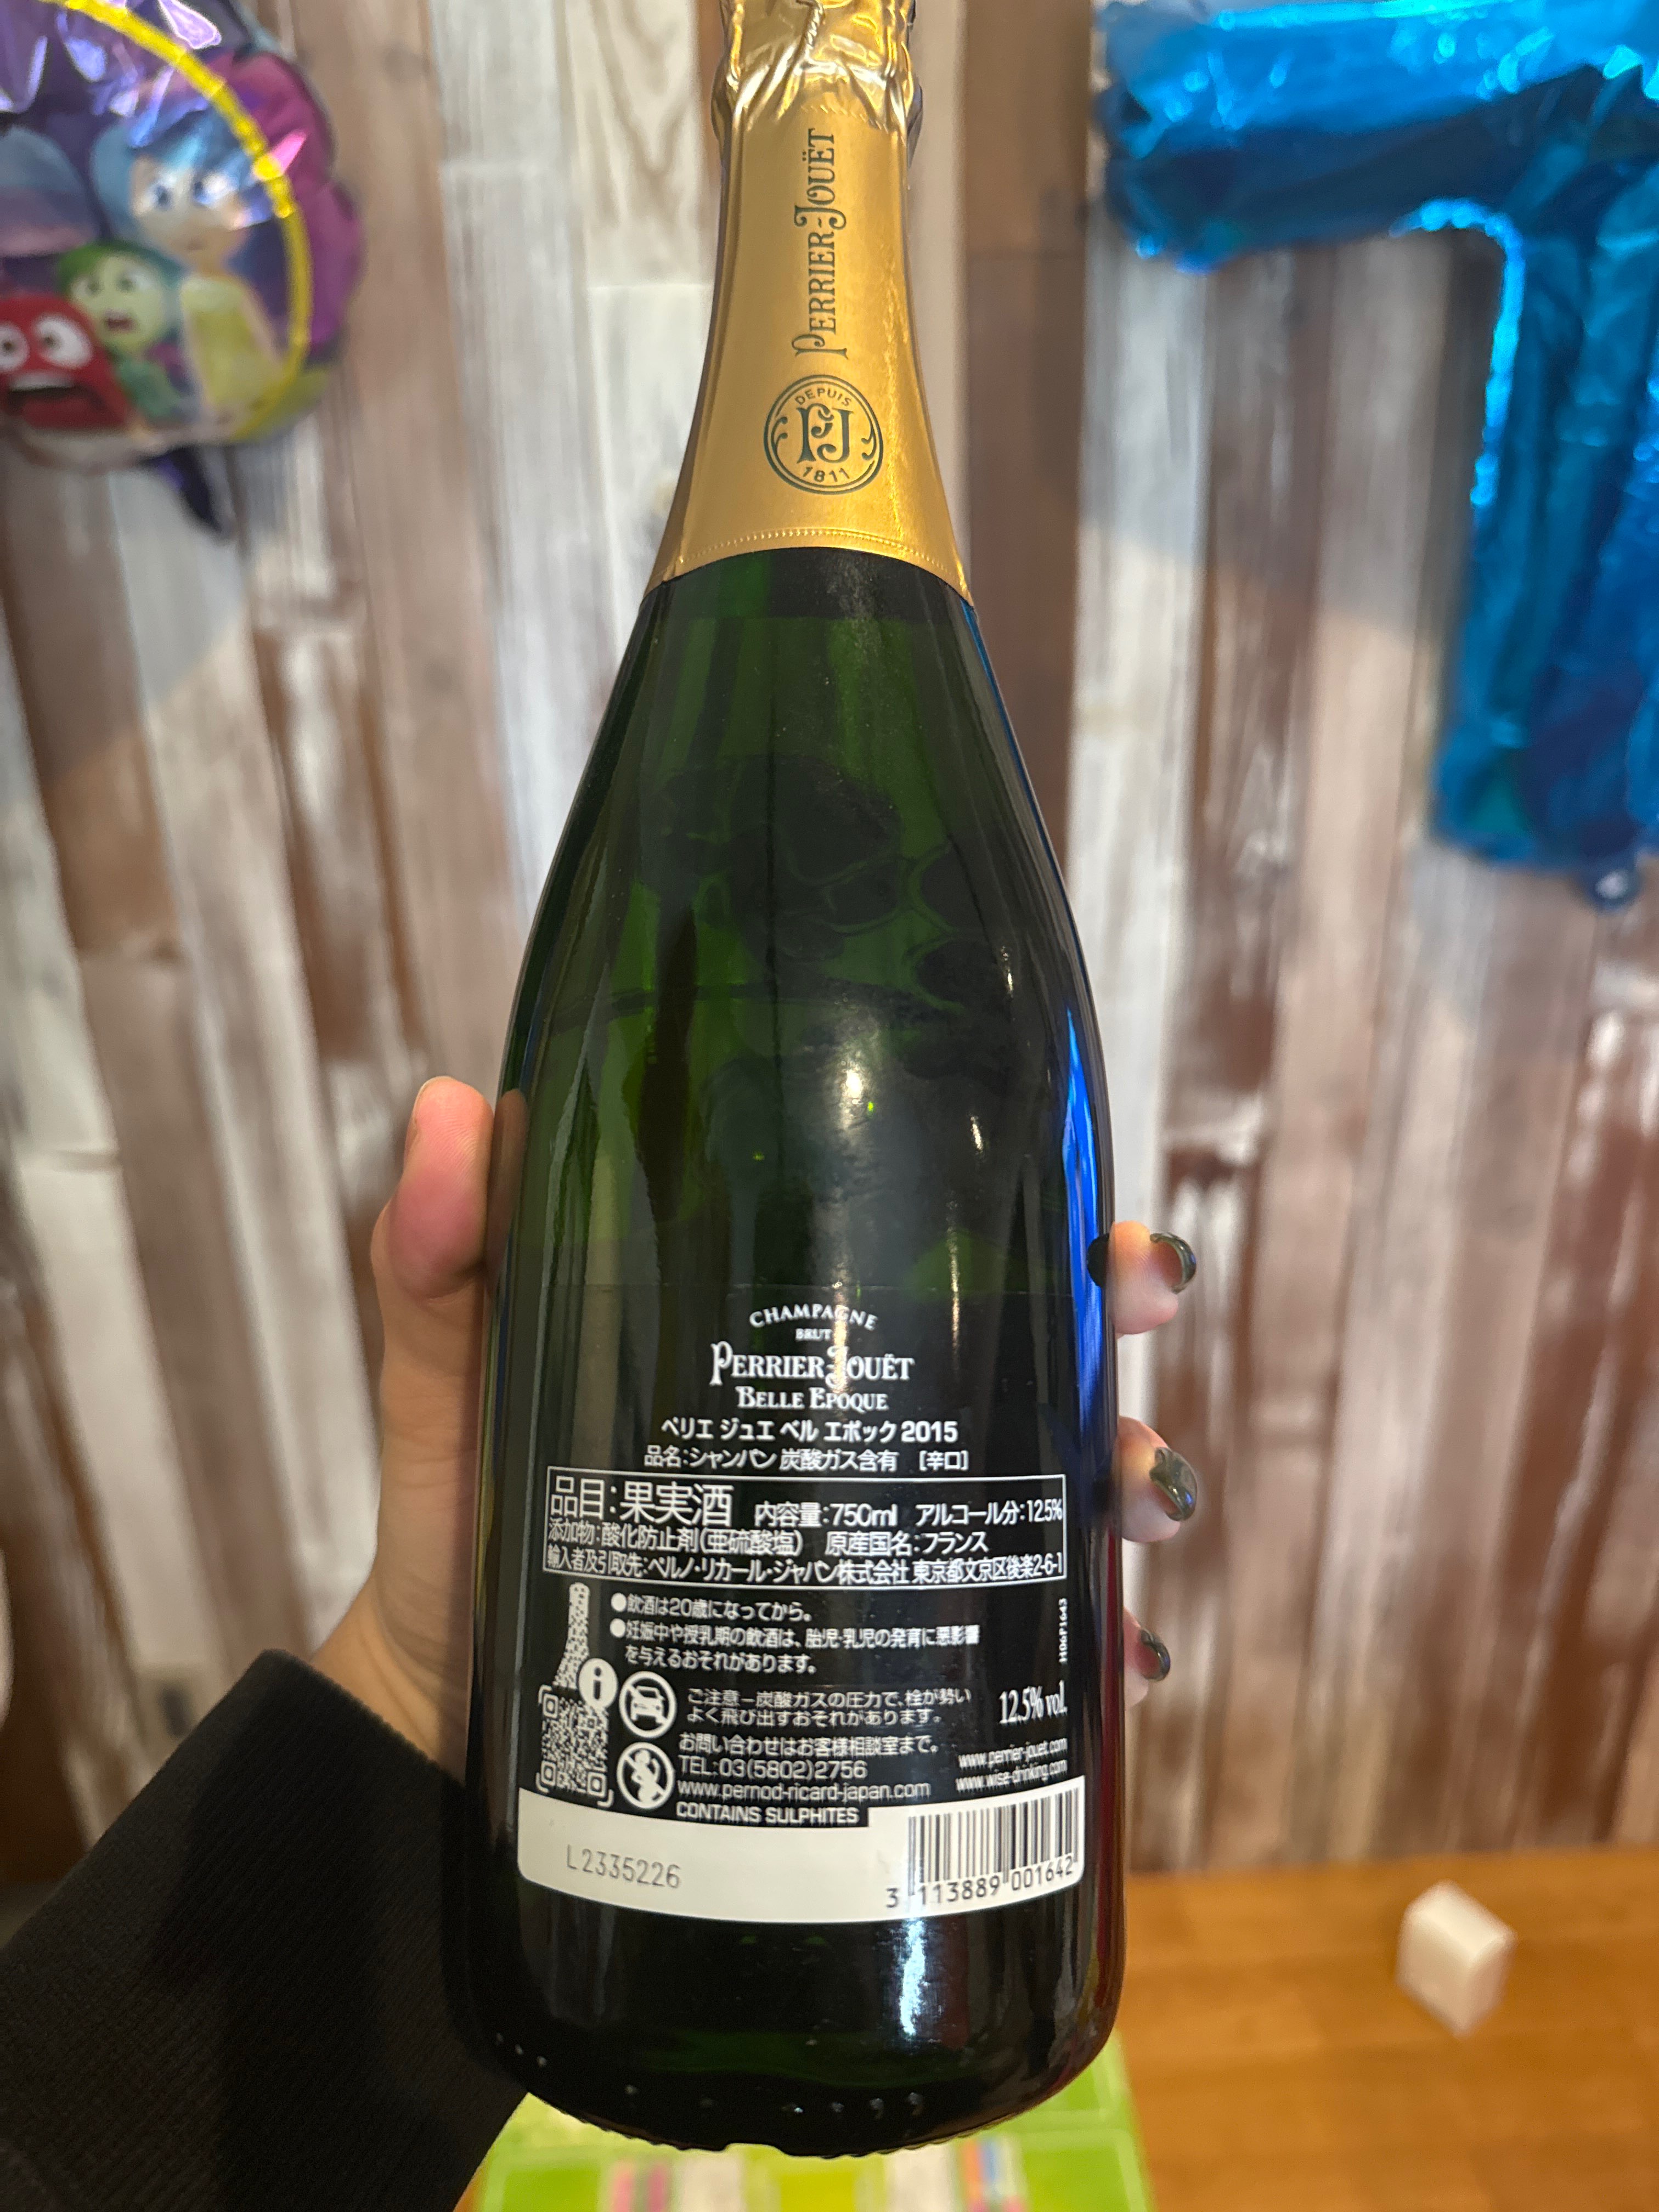 PERRIER-JOUËT
DEPUIS
PJ
1811
CHAMPAGNE
BRUT
PERRIER-JOUËT
BELLE EPOQUE
ペリエ ジュエ ベル エポック 2015
品名:シャンパン 炭酸ガス含有 [辛口]
品目:果実酒 内容量:750ml アルコール分:12.5%
添加物:酸化防止剤(亜硫酸塩) 原産国名:フランス
輸入者及引取先:ペルノ・リカール・ジャパン株式会社 東京都文京区後楽2-6-1
●飲酒は20歳になってから。
●妊娠中や授乳期の飲酒は、胎児・乳児の発育に悪影響
を与えるおそれがあります。
ご注意-炭酸ガスの圧力で、栓が勢い
よく飛び出すおそれがあります。
12.5% vol.
お問い合わせはお客様相談室まで。
TEL:03(5802)2756
www.pernod-ricard-japan.com
www.perrier-jouet.com
www.wise-drinking.com
CONTAINS SULPHITES
L2335226
3 113889 001642